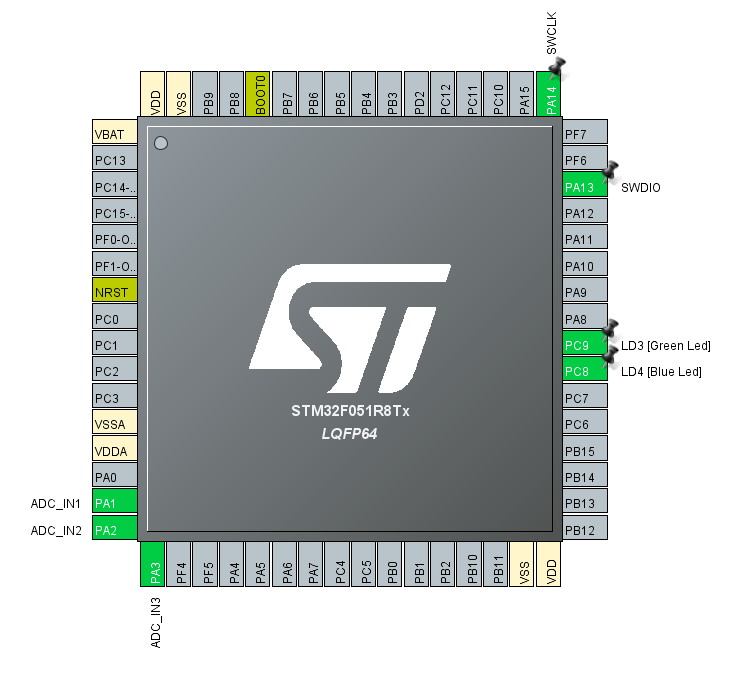 SWCLK
VDD
VSS
PB9
PB8
BOOT0
PB7
PB6
PB5
PB4
PB3
PD2
PC12
PC11
PC10
PA15
PA14
VBAT
PC13
PC14-..
PC15-..
PF0-O..
PF1-O..
NRST
PC0
PC1
PC2
PC3
VSSA
VDDA
PA0
ADC_IN1 PA1
ADC_IN2 PA2
PF7
PF6
PA13 SWDIO
PA12
PA11
PA10
PA9
PA8
PC9 LD3 [Green Led]
PC8 LD4 [Blue Led]
PC7
PC6
PB15
PB14
PB13
PB12
ST
STM32F051R8Tx
LQFP64
PA3
PF4
PF5
PA4
PA5
PA6
PA7
PC4
PC5
PB0
PB1
PB2
PB10
PB11
VSS
VDD
ADC_IN3